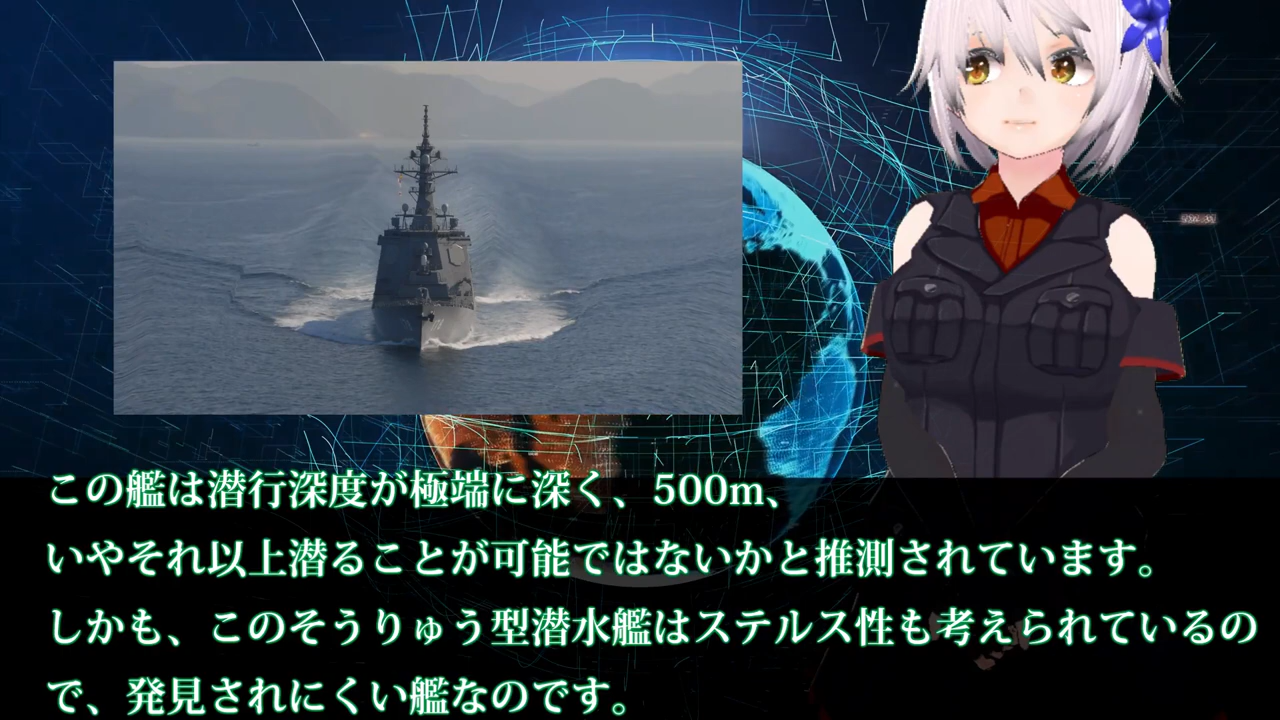 この艦は潜行深度が極端に深く、500m、
いやそれ以上潜ることが可能ではないかと推測されています。
しかも、このそうりゅう型潜水艦はステルス性も考えられているの
で、発見されにくい艦なのです。